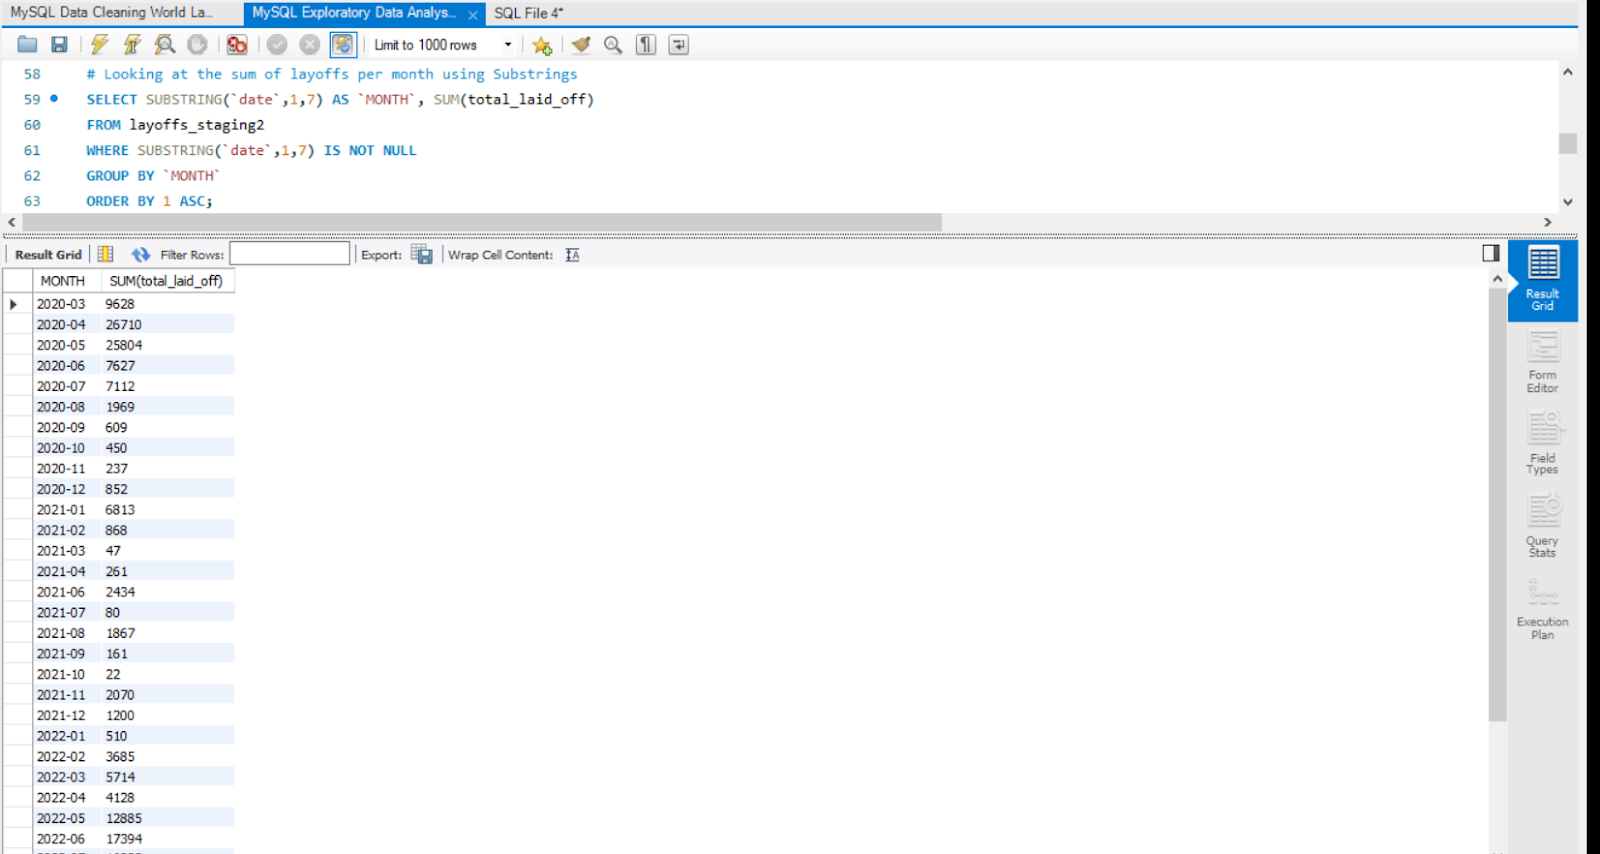 MySQL Data Cleaning World La...
MySQL Exploratory Data Analys...
SQL File 4*
Limit to 1000 rows
58 # Looking at the sum of layoffs per month using Substrings
59 SELECT SUBSTRING(`date`,1,7) AS `MONTH`, SUM(total_laid_off)
60 FROM layoffs_staging2
61 WHERE SUBSTRING(`date`,1,7) IS NOT NULL
62 GROUP BY `MONTH`
63 ORDER BY 1 ASC;
Result Grid Filter Rows: Export: Wrap Cell Content:
MONTH SUM(total_laid_off)
2020-03 9628
2020-04 26710
2020-05 25804
2020-06 7627
2020-07 7112
2020-08 1969
2020-09 609
2020-10 450
2020-11 237
2020-12 852
2021-01 6813
2021-02 868
2021-03 47
2021-04 261
2021-06 2434
2021-07 80
2021-08 1867
2021-09 161
2021-10 22
2021-11 2070
2021-12 1200
2022-01 510
2022-02 3685
2022-03 5714
2022-04 4128
2022-05 12885
2022-06 17394
Result
Grid
Form
Editor
Field
Types
Query
Stats
Execution
Plan